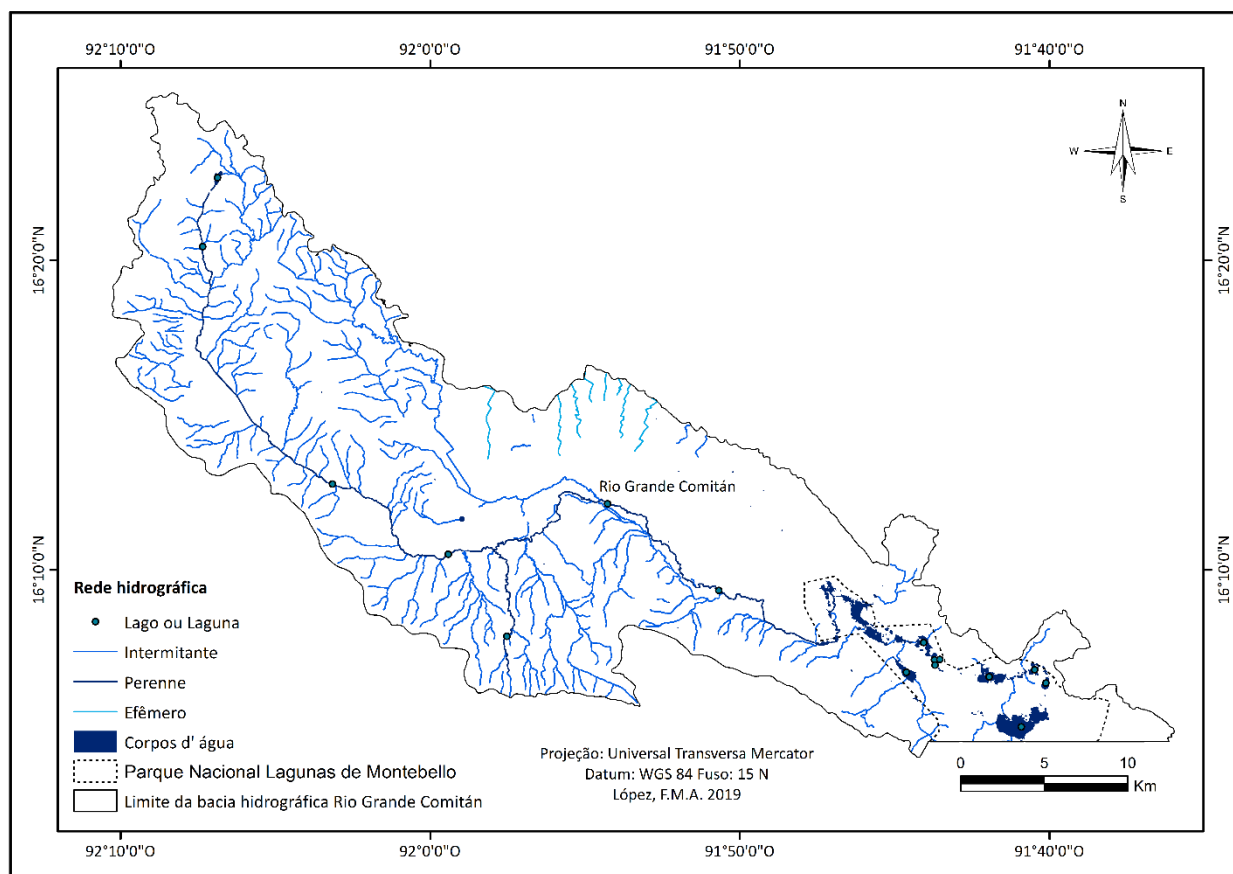 92°10'0"O 92°0'0"O 91°50'0"O 91°40'0"O
N
W E
S
16°20'0"N 16°20'0"N
Rio Grande Comitán
16°10'0"N 16°10'0"N
Rede hidrográfica
Lago ou Laguna
Intermitante
Perenne
Efêmero
Corpos d' água
Parque Nacional Lagunas de Montebello
Limite da bacia hidrográfica Rio Grande Comitán
Projeção: Universal Transversa Mercator
Datum: WGS 84 Fuso: 15 N
López, F.M.A. 2019
0 5 10
Km
92°10'0"O 92°0'0"O 91°50'0"O 91°40'0"O